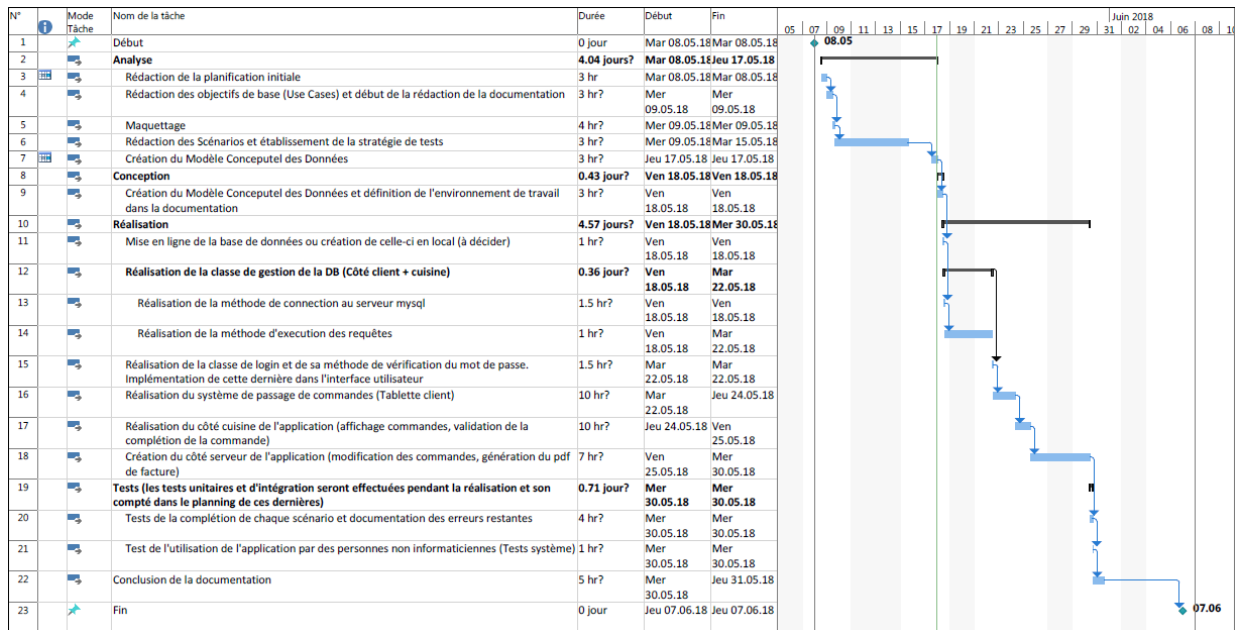 N° Mode Tâche Nom de la tâche Durée Début Fin Juin 2018
05 07 09 11 13 15 17 19 21 23 25 27 29 31 02 04 06 08 10
1 Début 0 jour Mar 08.05.18 Mar 08.05.18 08.05
2 Analyse 4.04 jours? Mar 08.05.18 Jeu 17.05.18
3 Rédaction de la planification initiale 3 hr Mar 08.05.18 Mar 08.05.18
4 Rédaction des objectifs de base (Use Cases) et début de la rédaction de la documentation 3 hr? Mer Mer
09.05.18 09.05.18
5 Maquettage 4 hr? Mer 09.05.18 Mer 09.05.18
6 Rédaction des Scénarios et établissement de la stratégie de tests 3 hr? Mer 09.05.18 Mar 15.05.18
7 Création du Modèle Conceputel des Données 3 hr? Jeu 17.05.18 Jeu 17.05.18
8 Conception 0.43 jour? Ven 18.05.18 Ven 18.05.18
9 Création du Modèle Conceputel des Données et définition de l'environnement de travail 3 hr? Ven Ven
dans la documentation 18.05.18 18.05.18
10 Réalisation 4.57 jours? Ven 18.05.18 Mer 30.05.18
11 Mise en ligne de la base de données ou création de celle-ci en local (à décider) 1 hr? Ven Ven
18.05.18 18.05.18
12 Réalisation de la classe de gestion de la DB (Côté client + cuisine) 0.36 jour? Ven Mar
18.05.18 22.05.18
13 Réalisation de la méthode de connection au serveur mysql 1.5 hr? Ven Ven
18.05.18 18.05.18
14 Réalisation de la méthode d'execution des requêtes 1 hr? Ven Mar
18.05.18 22.05.18
15 Réalisation de la classe de login et de sa méthode de vérification du mot de passe. 1.5 hr? Mar Mar
Implémentation de cette dernière dans l'interface utilisateur 22.05.18 22.05.18
16 Réalisation du système de passage de commandes (Tablette client) 10 hr? Mar Jeu 24.05.18
22.05.18
17 Réalisation du côté cuisine de l'application (affichage commandes, validation de la 10 hr? Jeu 24.05.18 Ven
complétion de la commande) 25.05.18
18 Création du côté serveur de l'application (modification des commandes, génération du pdf 7 hr? Ven Mer
de facture) 25.05.18 30.05.18
19 Tests (les tests unitaires et d'intégration seront effectuées pendant la réalisation et son 0.71 jour? Mer Mer
compté dans le planning de ces dernières) 30.05.18 30.05.18
20 Tests de la complétion de chaque scénario et documentation des erreurs restantes 4 hr? Mer Mer
30.05.18 30.05.18
21 Test de l'utilisation de l'application par des personnes non informaticiennes (Tests système) 1 hr? Mer Mer
30.05.18 30.05.18
22 Conclusion de la documentation 5 hr? Mer Jeu 31.05.18
30.05.18
23 Fin 0 jour Jeu 07.06.18 Jeu 07.06.18 07.06